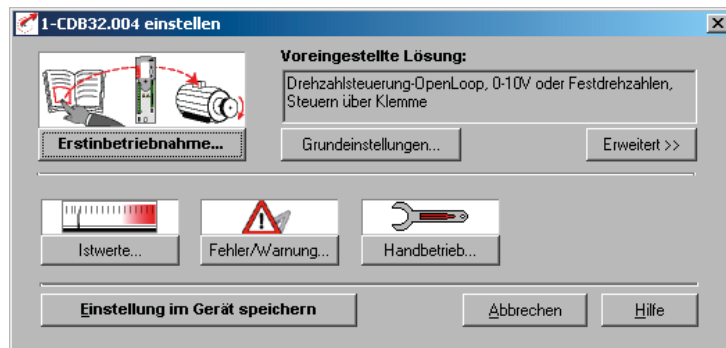 1-CDB32.004 einstellen
Voreingestellte Lösung:
Drehzahlsteuerung-OpenLoop, 0-10V oder Festdrehzahlen,
Steuern über Klemme
Erstinbetriebnahme...
Grundeinstellungen...
Erweitert >>
Istwerte...
Fehler/Warnung...
Handbetrieb...
Einstellung im Gerät speichern
Abbrechen
Hilfe